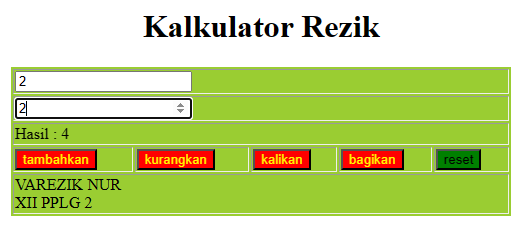 Kalkulator Rezik
2
2
Hasil : 4
tambahkan kurangkan kalikan bagikan reset
VAREZIK NUR
XII PPLG 2